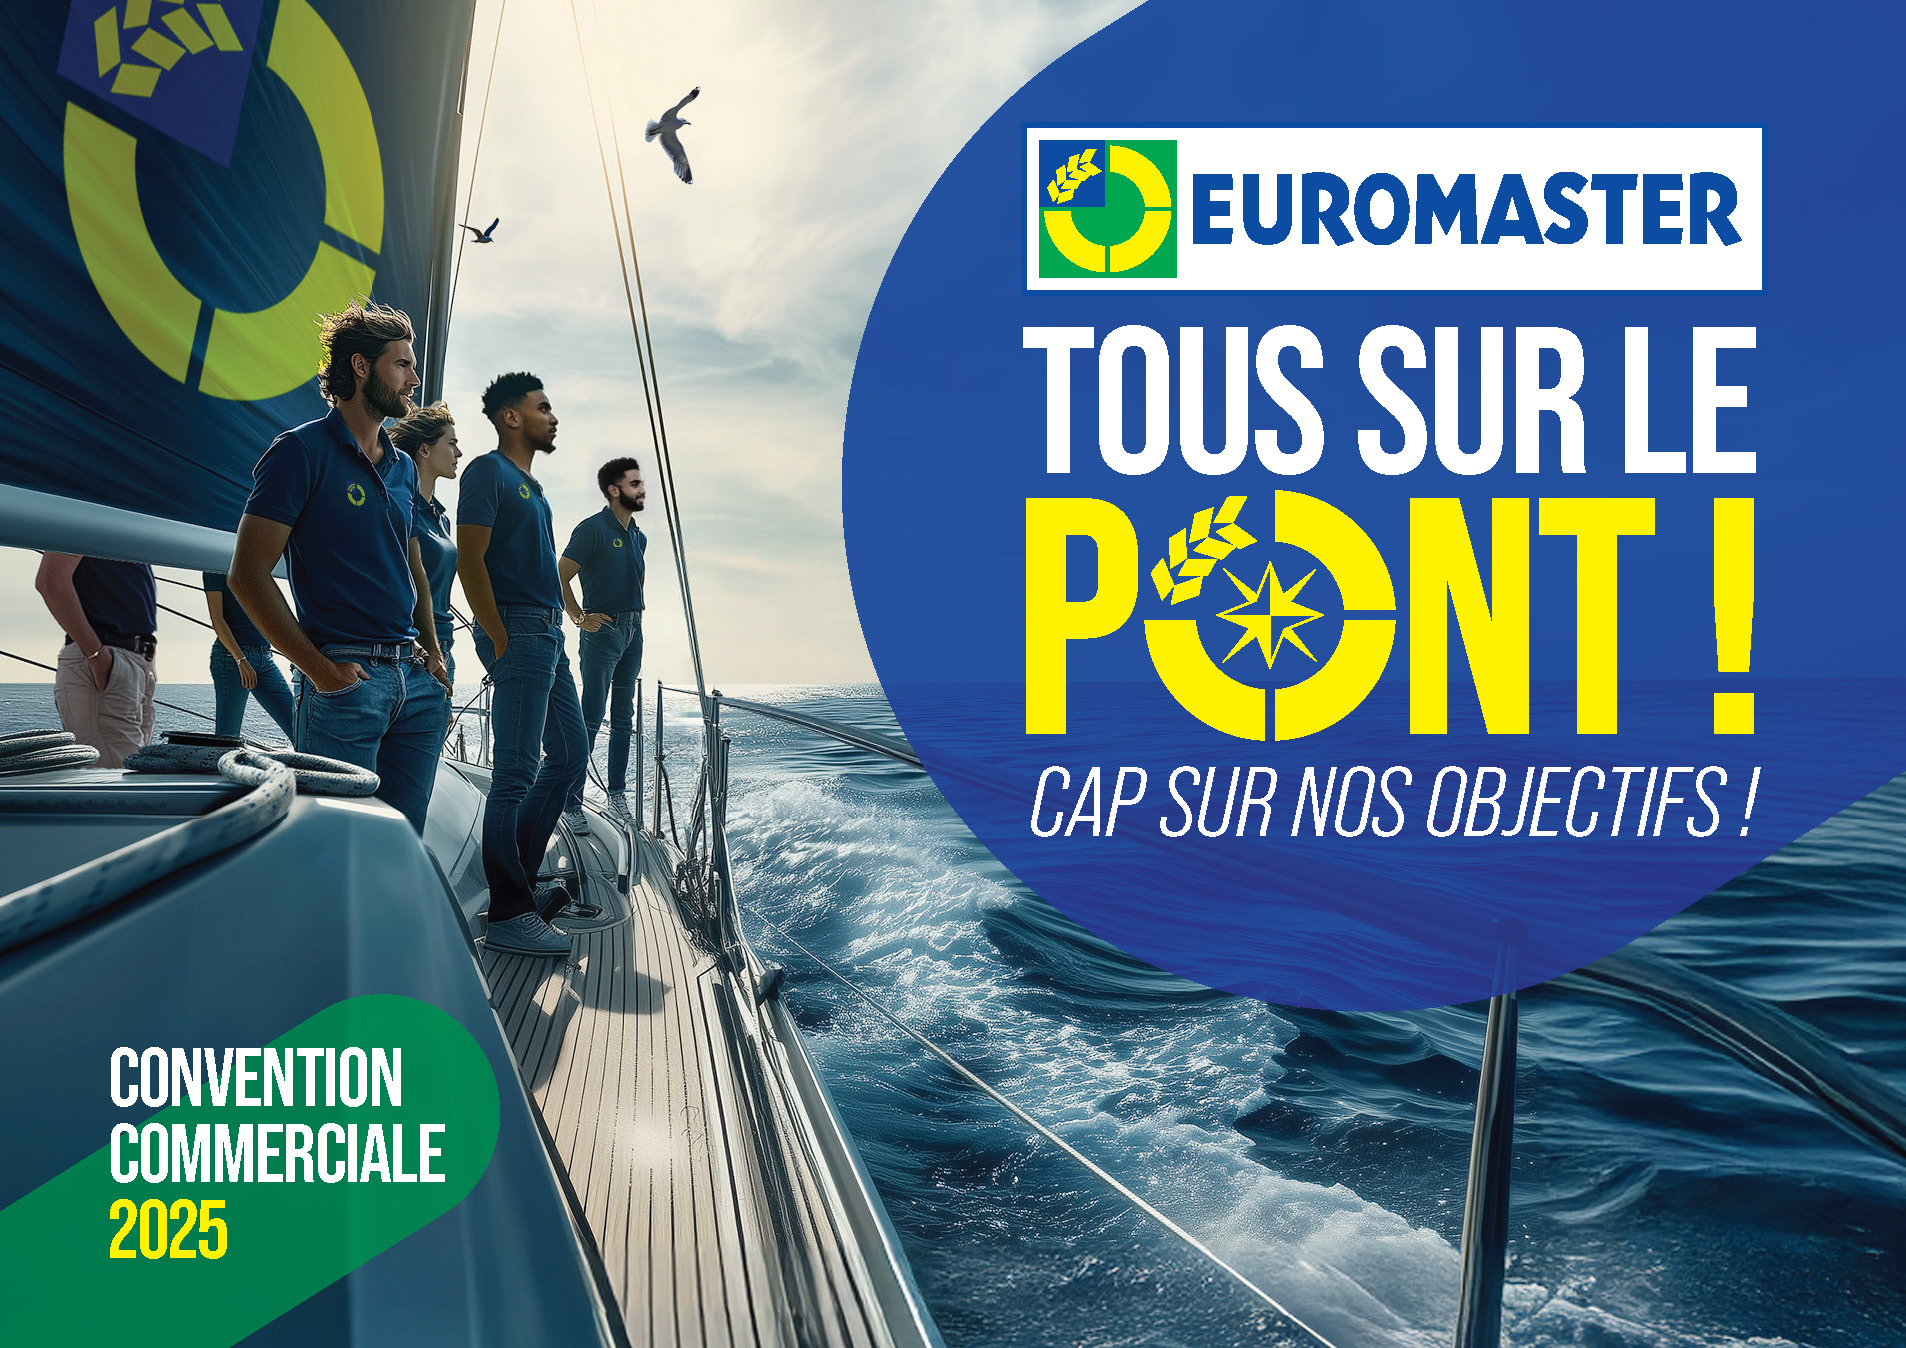 EUROMASTER
TOUS SUR LE
PONT !
CAP SUR NOS OBJECTIFS !
CONVENTION
COMMERCIALE
2025